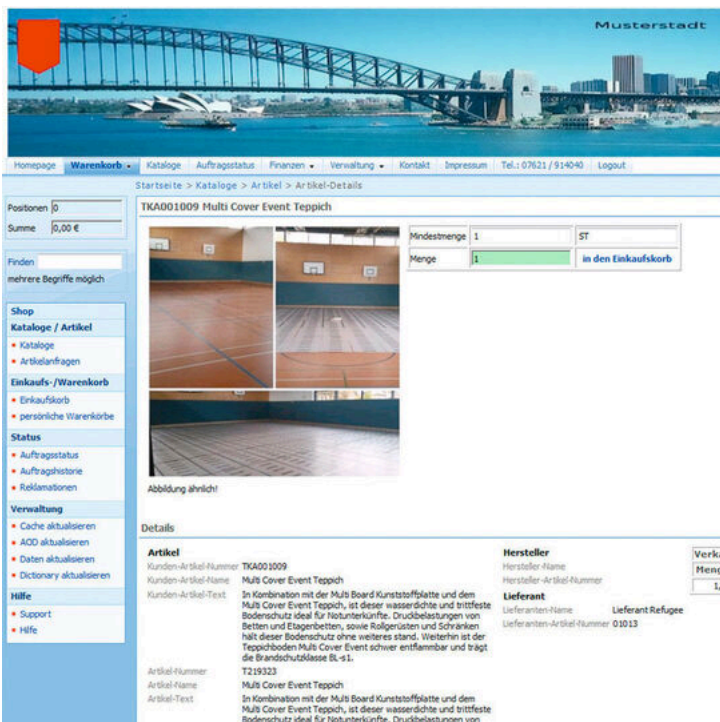 Musterstadt
Homepage Warenkorb Kataloge Auftragsstatus Finanzen Verwaltung Kontakt Impressum Tel.: 07621 / 914040 Logout
Startseite > Kataloge > Artikel > Artikel-Details
Positionen 0
Summe 0,00 €
Finden
mehrere Begriffe möglich
Shop
Kataloge / Artikel
Kataloge
Artikelanfragen
Einkaufs-/Warenkorb
Einkaufskorb
persönliche Warenkörbe
Status
Auftragsstatus
Auftragshistorie
Reklamationen
Verwaltung
Cache aktualisieren
AOD aktualisieren
Daten aktualisieren
Dictionary aktualisieren
Hilfe
Support
Hilfe
TKA001009 Multi Cover Event Teppich
Mindestmenge 1 ST
Menge 1 in den Einkaufskorb
Abbildung ähnlich!
Details
Artikel
Kunden-Artikel-Nummer TKA001009
Kunden-Artikel-Name Multi Cover Event Teppich
Kunden-Artikel-Text In Kombination mit der Multi Board Kunststoffplatte und dem
Multi Cover Event Teppich, ist dieser wasserdichte und trittfeste
Bodenschutz ideal für Notunterkünfte. Druckbelastungen von
Betten und Etagenbetten, sowie Rollgerüsten und Schränken
hält dieser Bodenschutz ohne weiteres stand. Weiterhin ist der
Teppichboden Multi Cover Event schwer entflammbar und trägt
die Brandschutzklasse BL-s1.
Artikel-Nummer T219323
Artikel-Name Multi Cover Event Teppich
Artikel-Text In Kombination mit der Multi Board Kunststoffplatte und dem
Multi Cover Event Teppich, ist dieser wasserdichte und trittfeste
Bodenschutz ideal für Notunterkünfte. Druckbelastungen von
Hersteller
Hersteller-Name
Hersteller-Artikel-Nummer
Lieferant
Lieferanten-Name Lieferant Refugee
Lieferanten-Artikel-Nummer 01013
Verka
Meng
1,